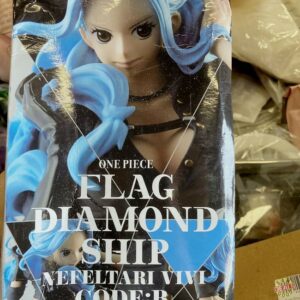 ONE PIECE
FLAG
DIAMOND
SHIP
-NEFELTARI VIVI
CODE:B